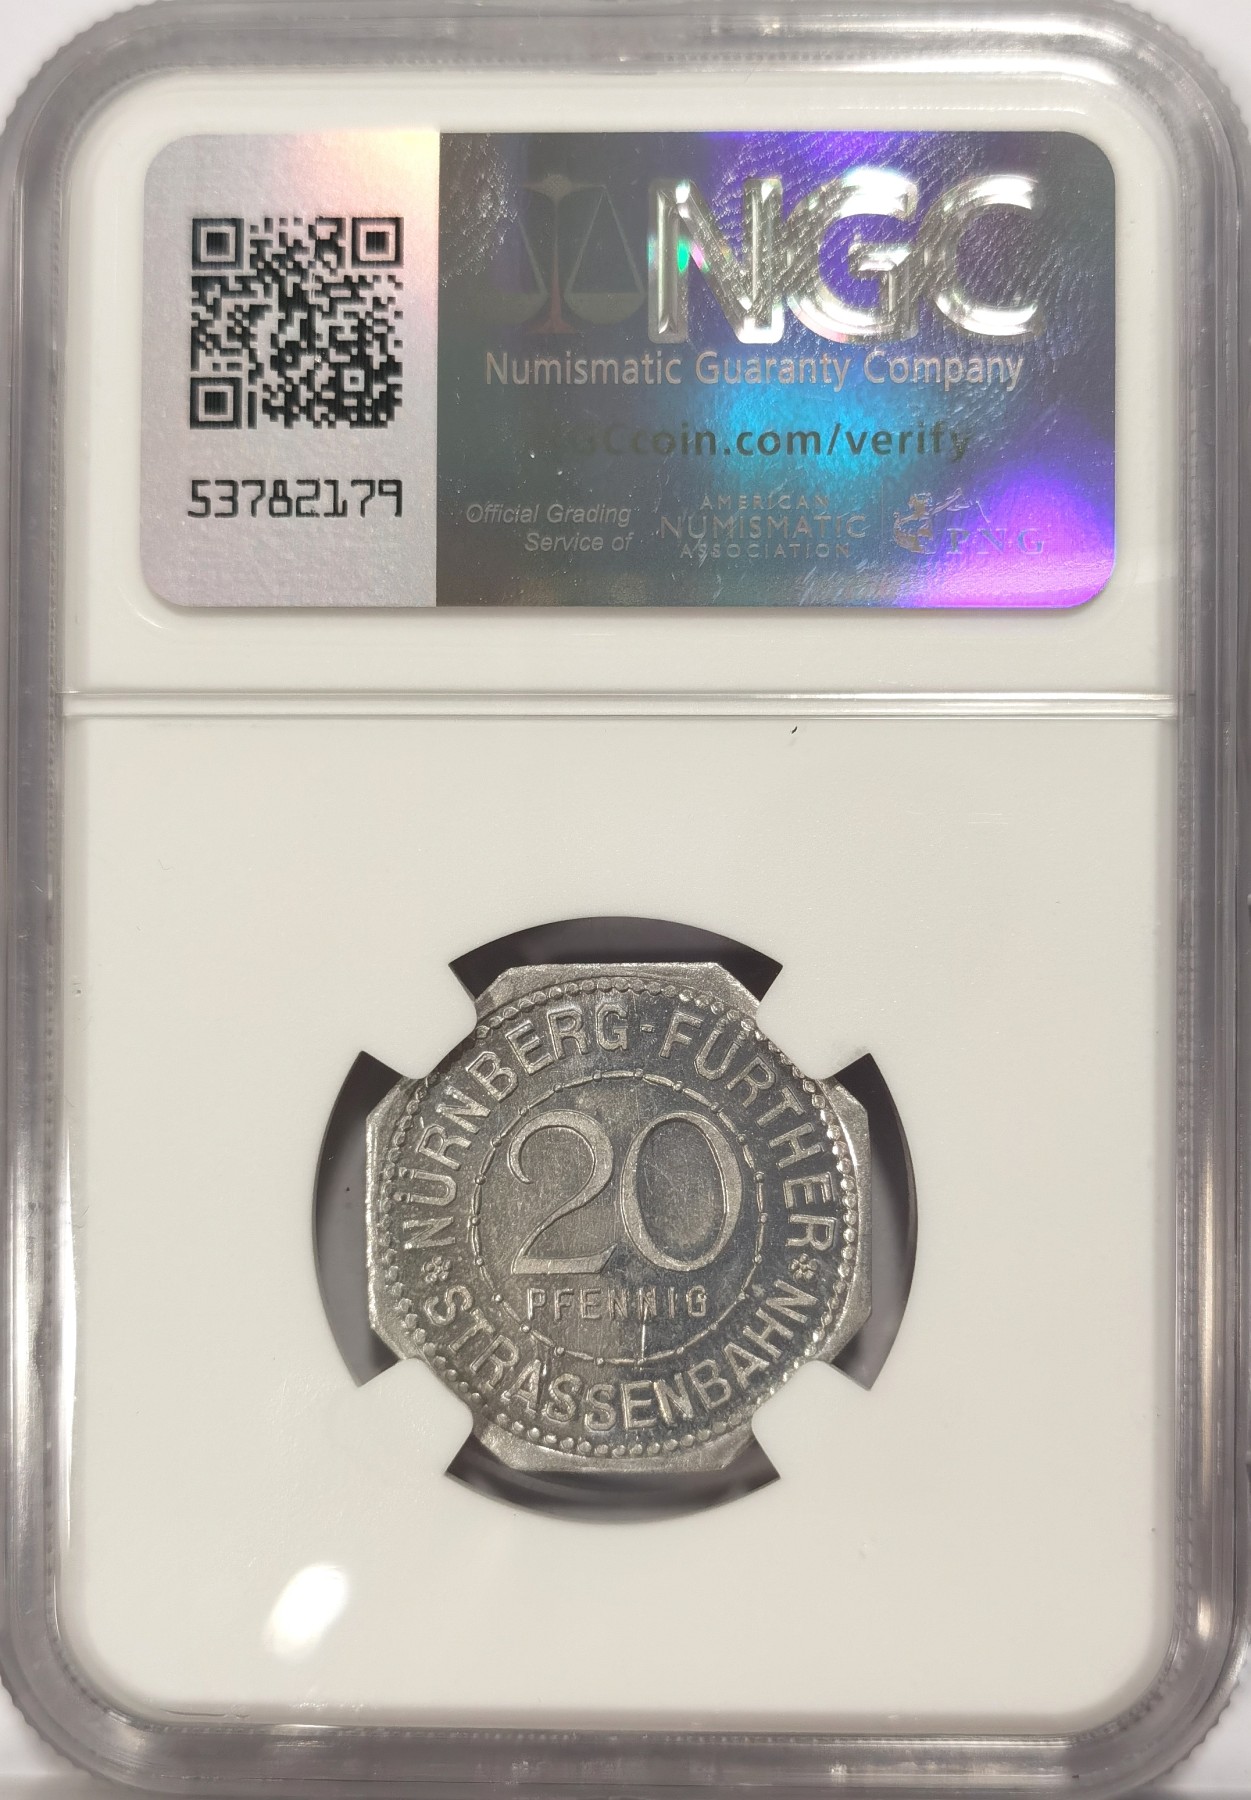 NGC
Numismatic Guaranty Company
NGCcoin.com/verify
53782179
Official Grading
Service of
AMERICAN
NUMISMATIC
ASSOCIATION
PNG
NÜRNBERG-FÜRTHER
20
PFENNIG
STRASSENBAHN